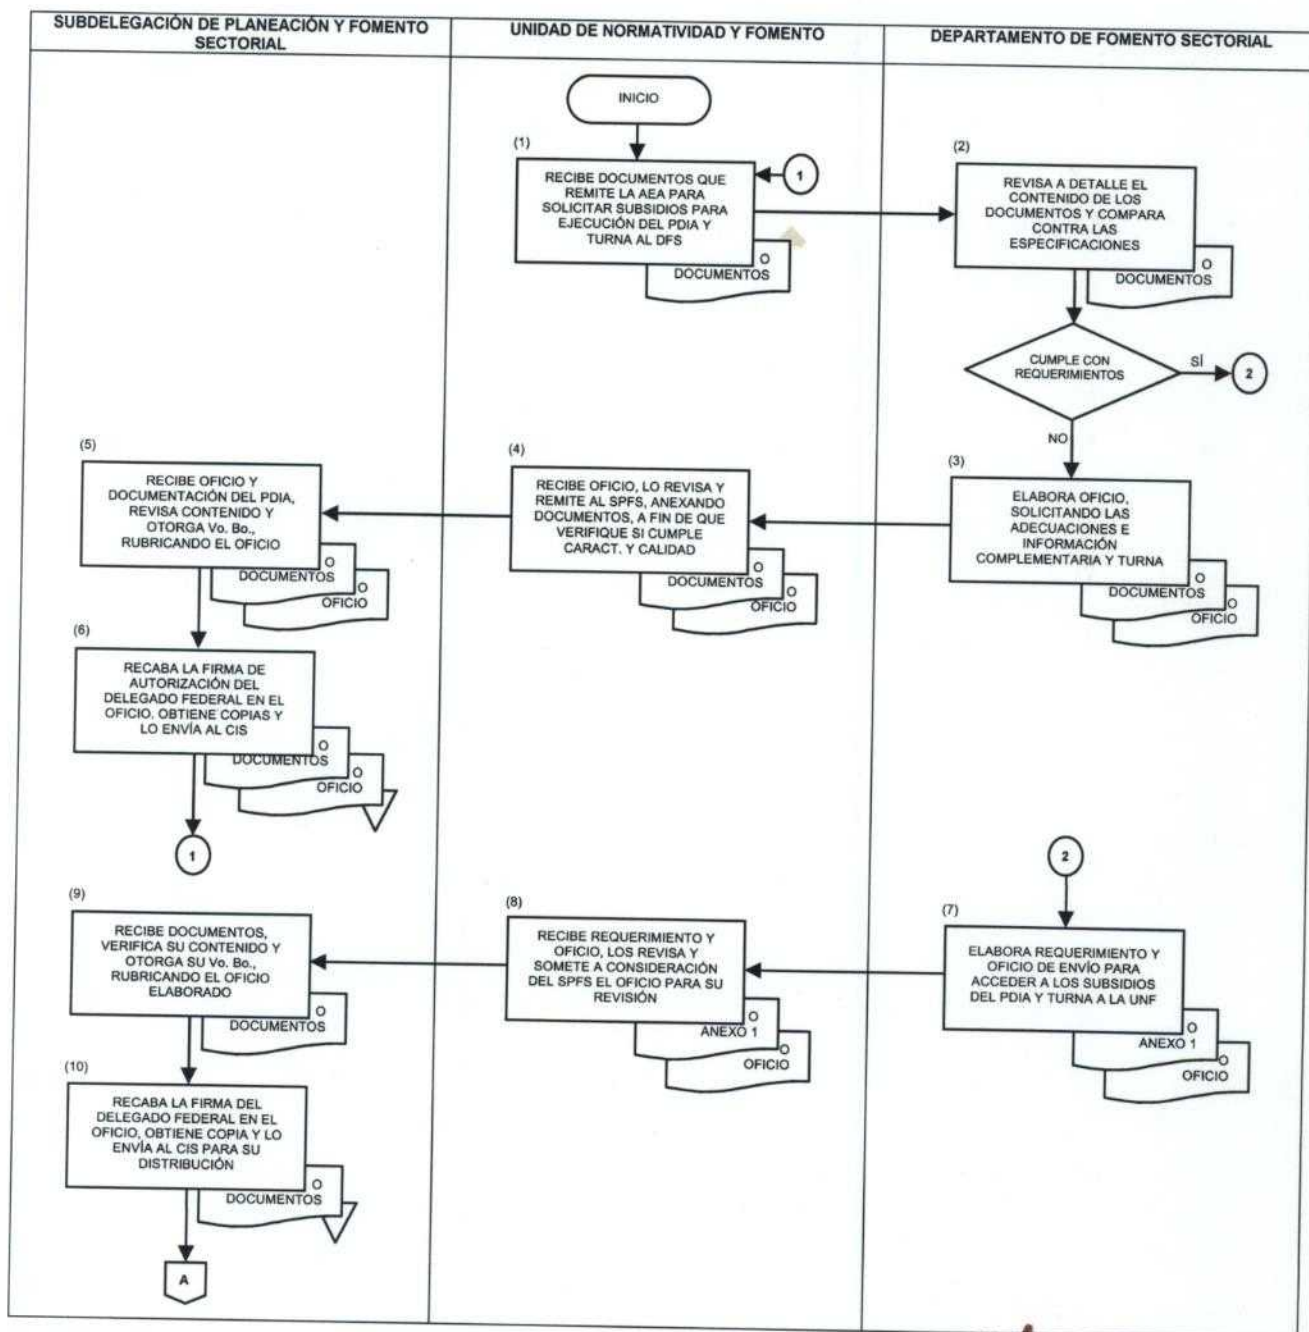 SUBDELEGACIÓN DE PLANEACIÓN Y FOMENTO
SECTORIAL
UNIDAD DE NORMATIVIDAD Y FOMENTO
DEPARTAMENTO DE FOMENTO SECTORIAL
INICIO
(1)
RECIBE DOCUMENTOS QUE
REMITE LA AEA PARA
SOLICITAR SUBSIDIOS PARA
EJECUCIÓN DEL PDIA Y
TURNA AL DFS
O
DOCUMENTOS
1
(2)
REVISA A DETALLE EL
CONTENIDO DE LOS
DOCUMENTOS Y COMPARA
CONTRA LAS
ESPECIFICACIONES
O
DOCUMENTOS
CUMPLE CON
REQUERIMIENTOS
SÍ
2
NO
(3)
ELABORA OFICIO,
SOLICITANDO LAS
ADECUACIONES E
INFORMACIÓN
COMPLEMENTARIA Y TURNA
O
DOCUMENTOS
O
OFICIO
(4)
RECIBE OFICIO, LO REVISA Y
REMITE AL SPFS, ANEXANDO
DOCUMENTOS, A FIN DE QUE
VERIFIQUE SI CUMPLE
CARACT. Y CALIDAD
O
DOCUMENTOS
O
OFICIO
(5)
RECIBE OFICIO Y
DOCUMENTACIÓN DEL PDIA,
REVISA CONTENIDO Y
OTORGA Vo. Bo.,
RUBRICANDO EL OFICIO
O
DOCUMENTOS
O
OFICIO
(6)
RECABA LA FIRMA DE
AUTORIZACIÓN DEL
DELEGADO FEDERAL EN EL
OFICIO. OBTIENE COPIAS Y
LO ENVÍA AL CIS
O
DOCUMENTOS
O
OFICIO
1
2
(7)
ELABORA REQUERIMIENTO Y
OFICIO DE ENVÍO PARA
ACCEDER A LOS SUBSIDIOS
DEL PDIA Y TURNA A LA UNF
O
ANEXO 1
O
OFICIO
(8)
RECIBE REQUERIMIENTO Y
OFICIO, LOS REVISA Y
SOMETE A CONSIDERACIÓN
DEL SPFS EL OFICIO PARA SU
REVISIÓN
O
ANEXO 1
O
OFICIO
(9)
RECIBE DOCUMENTOS,
VERIFICA SU CONTENIDO Y
OTORGA SU Vo. Bo.,
RUBRICANDO EL OFICIO
ELABORADO
O
DOCUMENTOS
(10)
RECABA LA FIRMA DEL
DELEGADO FEDERAL EN EL
OFICIO, OBTIENE COPIA Y LO
ENVÍA AL CIS PARA SU
DISTRIBUCIÓN
O
DOCUMENTOS
A